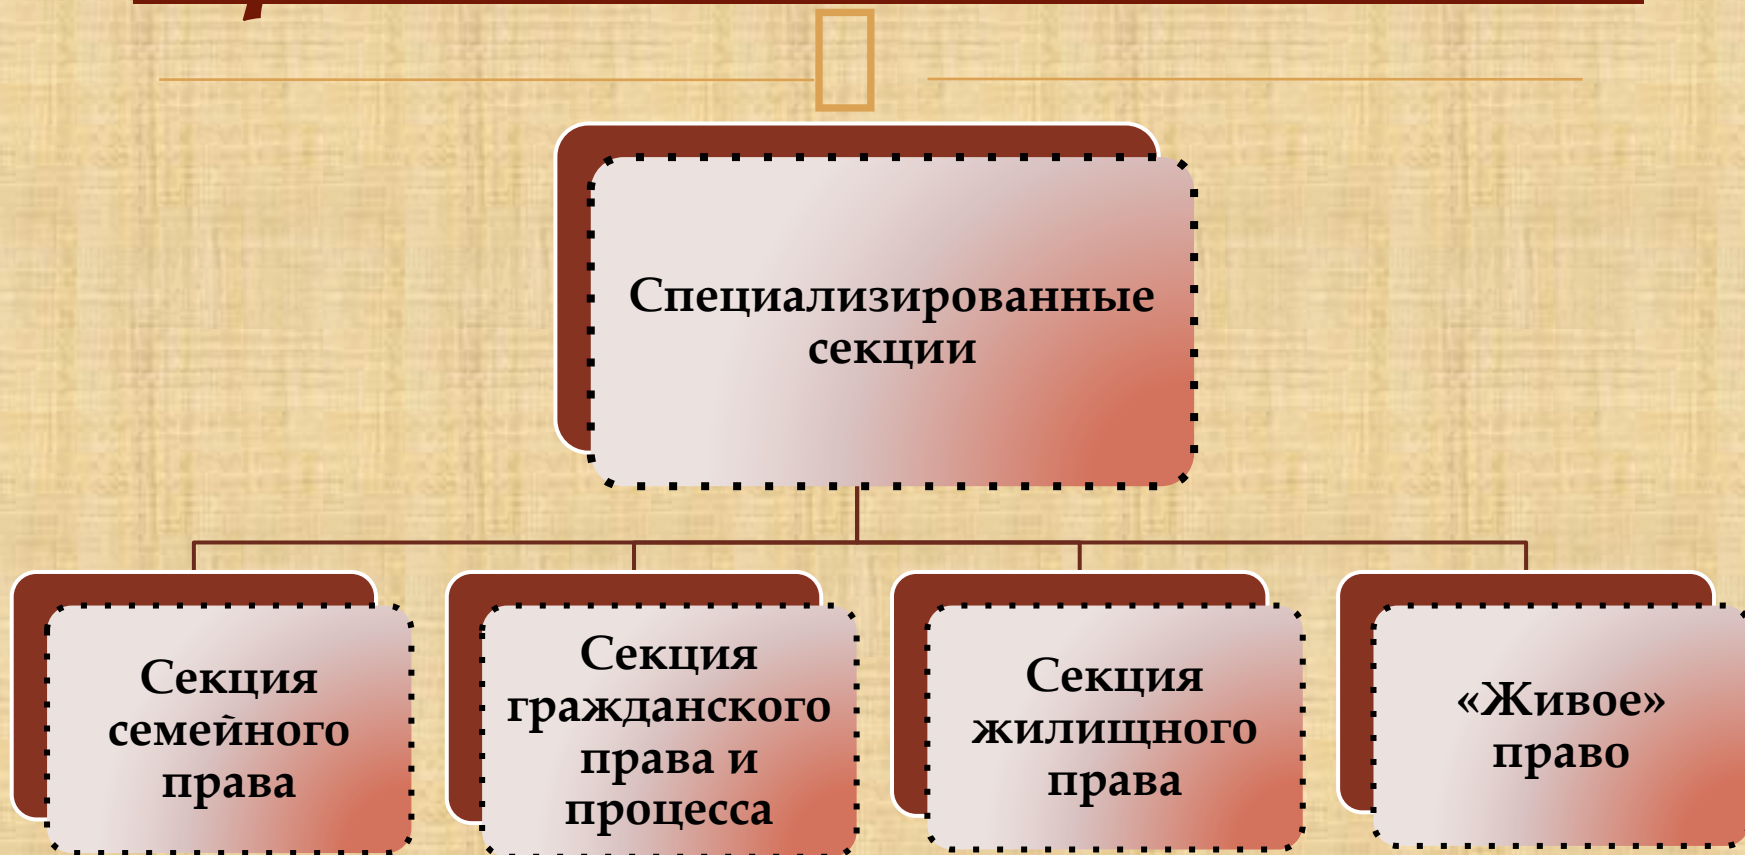 Специализированные
секции
Секция
семейного
права
Секция
гражданского
права и
процесса
Секция
жилищного
права
«Живое»
право